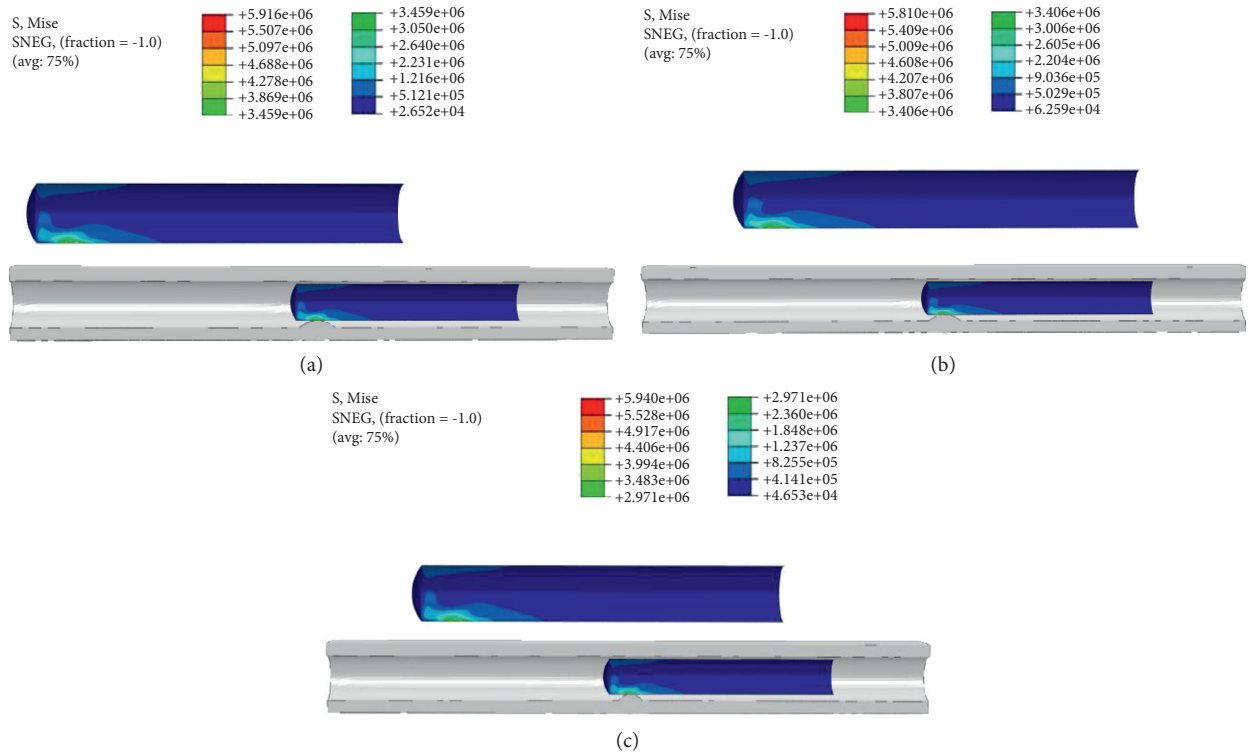 S, Mise
SNEG, (fraction = -1.0)
(avg: 75%)
+5.916e+06
+5.507e+06
+5.097e+06
+4.688e+06
+4.278e+06
+3.869e+06
+3.459e+06
+3.459e+06
+3.050e+06
+2.640e+06
+2.231e+06
+1.216e+06
+5.121e+05
+2.652e+04
(a)
S, Mise
SNEG, (fraction = -1.0)
(avg: 75%)
+5.810e+06
+5.409e+06
+5.009e+06
+4.608e+06
+4.207e+06
+3.807e+06
+3.406e+06
+3.406e+06
+3.006e+06
+2.605e+06
+2.204e+06
+9.036e+05
+5.029e+05
+6.259e+04
(b)
S, Mise
SNEG, (fraction = -1.0)
(avg: 75%)
+5.940e+06
+5.528e+06
+4.917e+06
+4.406e+06
+3.994e+06
+3.483e+06
+2.971e+06
+2.971e+06
+2.360e+06
+1.848e+06
+1.237e+06
+8.255e+05
+4.141e+05
+4.653e+04
(c)